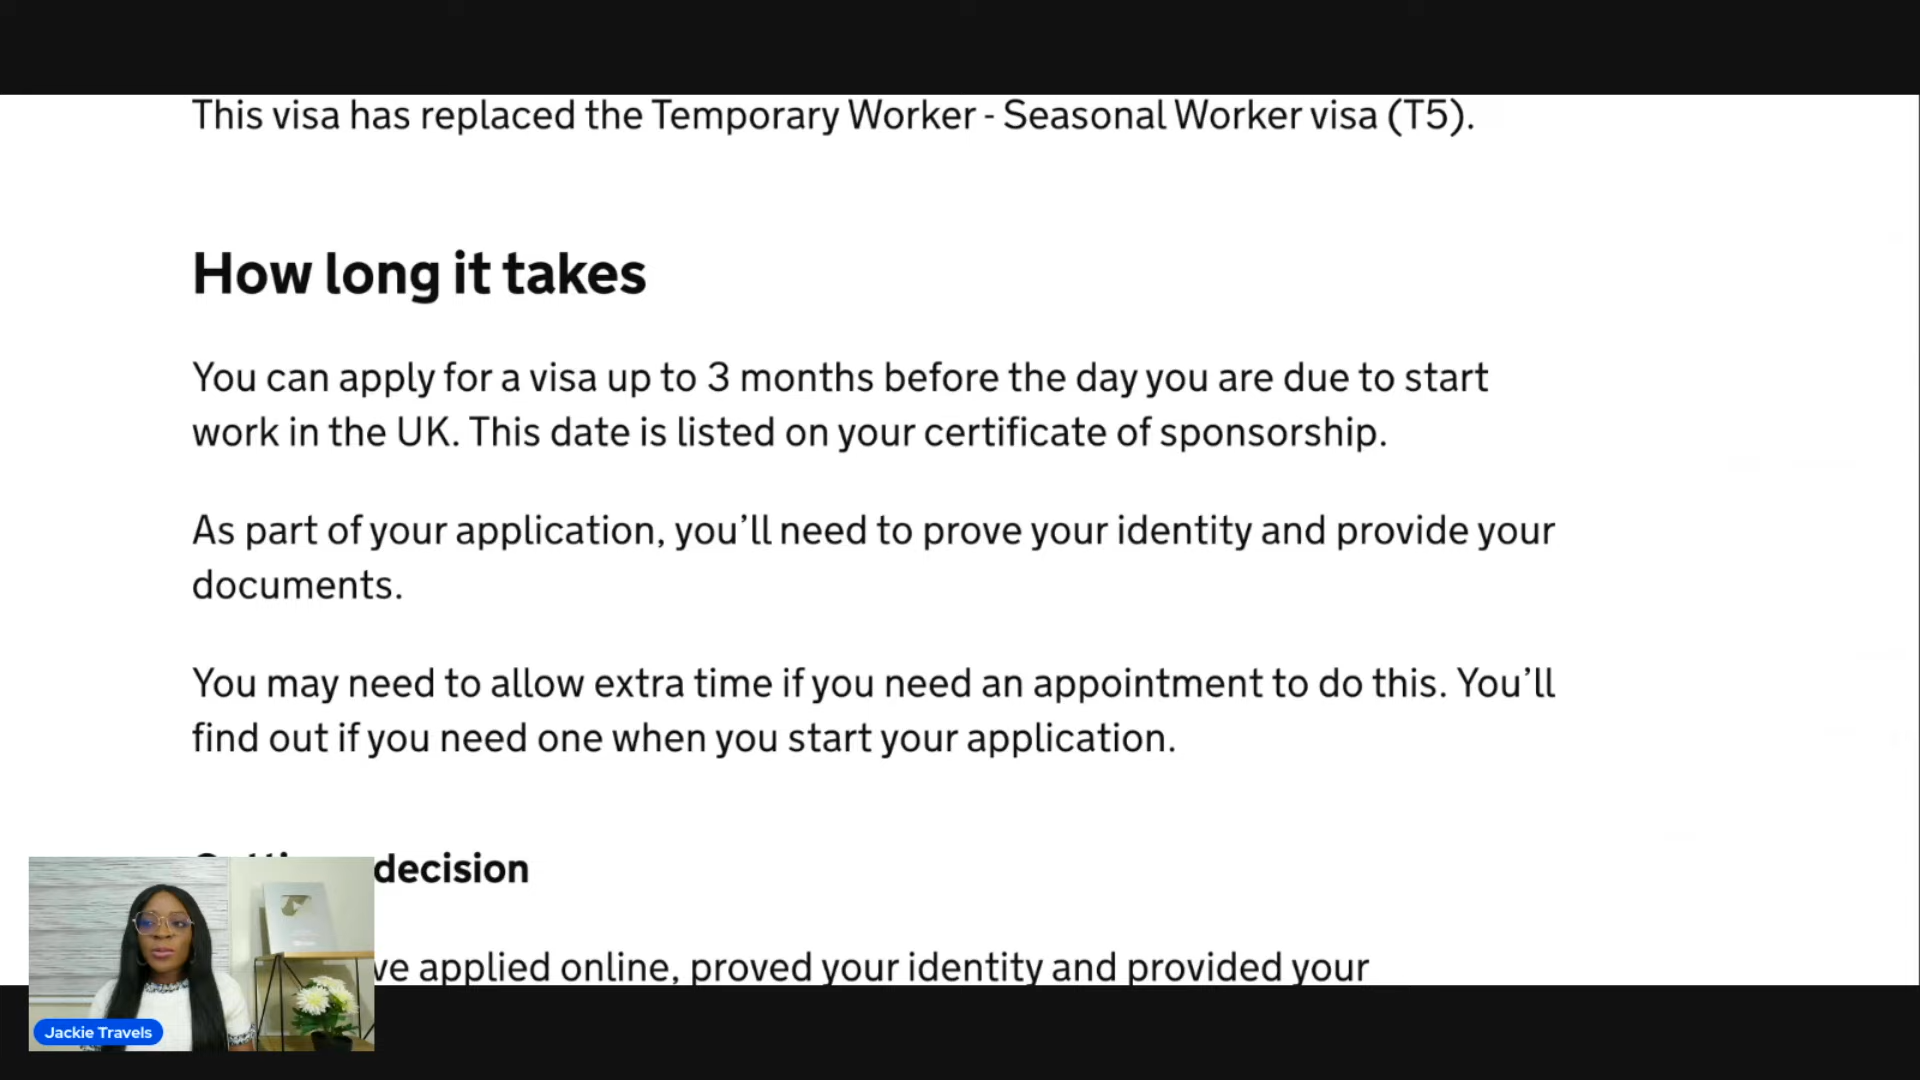 This visa has replaced the Temporary Worker - Seasonal Worker visa (T5).
How long it takes
You can apply for a visa up to 3 months before the day you are due to start
work in the UK. This date is listed on your certificate of sponsorship.
As part of your application, you’ll need to prove your identity and provide your
documents.
You may need to allow extra time if you need an appointment to do this. You’ll
find out if you need one when you start your application.
decision
applied online, proved your identity and provided your
Jackie Travels